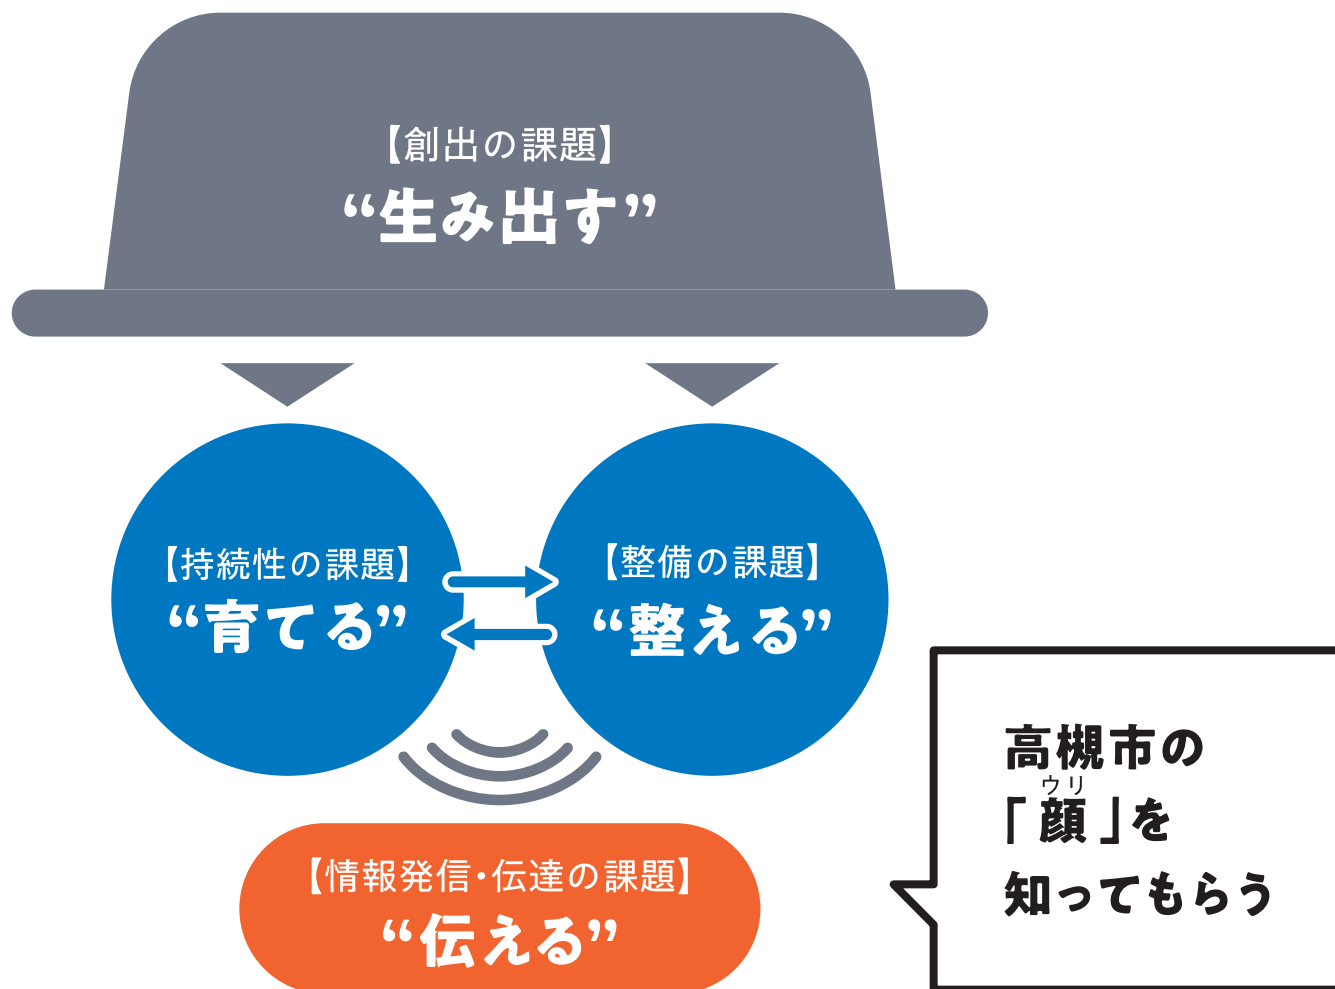 【創出の課題】
“生み出す”
【持続性の課題】
“育てる”
【整備の課題】
“整える”
【情報発信・伝達の課題】
“伝える”
高槻市の
ウリ
「顔」を
知ってもらう